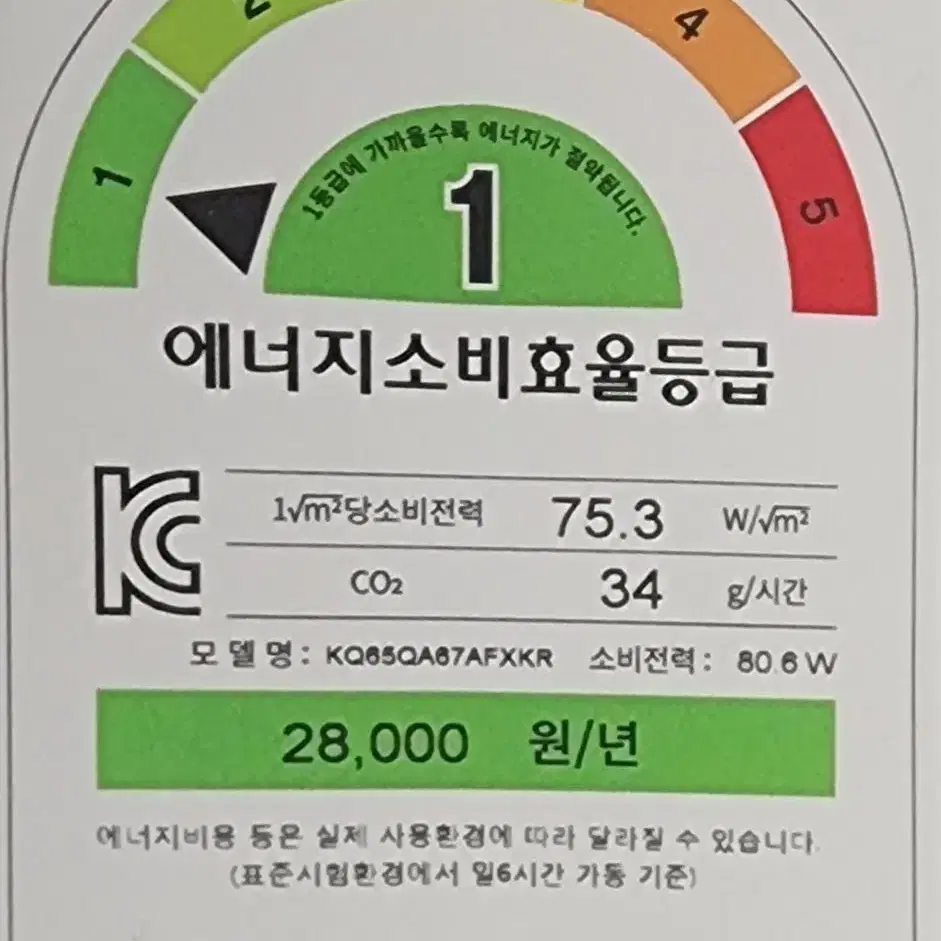 1
2
4
5
1등급에 가까울수록 에너지가 절약됩니다.
1
에너지소비효율등급
1√m²당소비전력 75.3 W/√m²
CO₂ 34 g/시간
모델명: KQ65QA67AFXKR 소비전력: 80.6 W
28,000 원/년
에너지비용 등은 실제 사용환경에 따라 달라질 수 있습니다.
(표준시험환경에서 일6시간 가동 기준)